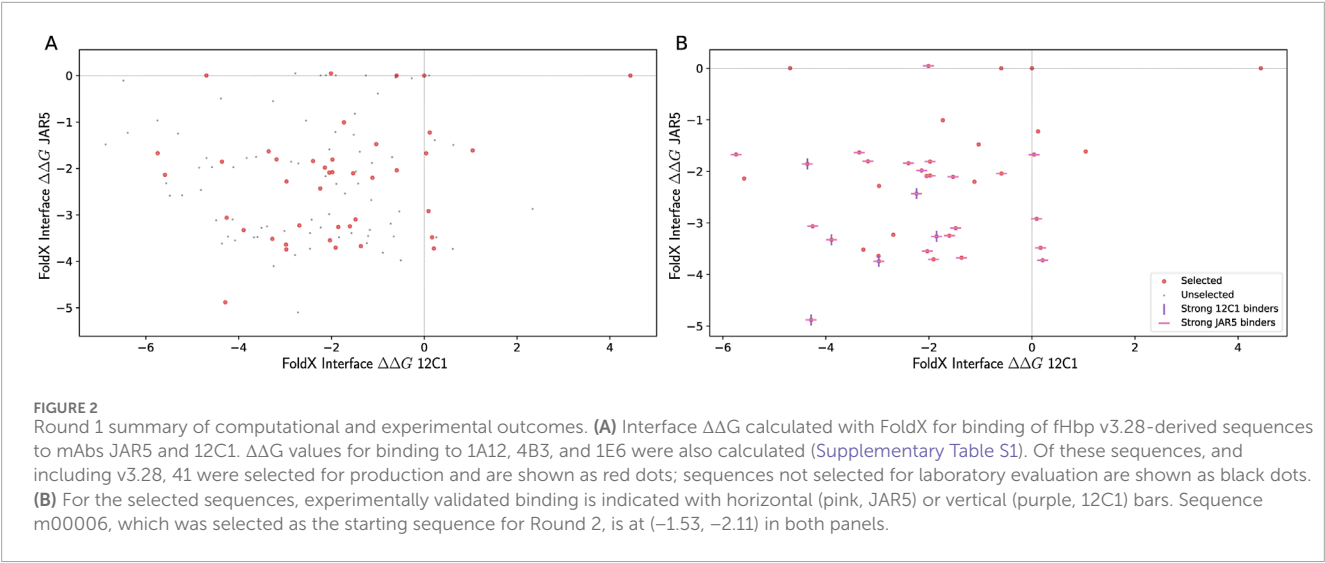 A
B
0
−1
−2
−3
−4
−5
FoldX Interface ΔΔG JAR5
−6
−4
−2
0
2
4
FoldX Interface ΔΔG 12C1
0
−1
−2
−3
−4
−5
FoldX Interface ΔΔG JAR5
Selected
Unselected
Strong 12C1 binders
Strong JAR5 binders
−6
−4
−2
0
2
4
FoldX Interface ΔΔG 12C1
FIGURE 2
Round 1 summary of computational and experimental outcomes. (A) Interface ΔΔG calculated with FoldX for binding of fHbp v3.28-derived sequences
to mAbs JAR5 and 12C1. ΔΔG values for binding to 1A12, 4B3, and 1E6 were also calculated (Supplementary Table S1). Of these sequences, and
including v3.28, 41 were selected for production and are shown as red dots; sequences not selected for laboratory evaluation are shown as black dots.
(B) For the selected sequences, experimentally validated binding is indicated with horizontal (pink, JAR5) or vertical (purple, 12C1) bars. Sequence
m00006, which was selected as the starting sequence for Round 2, is at (–1.53, –2.11) in both panels.